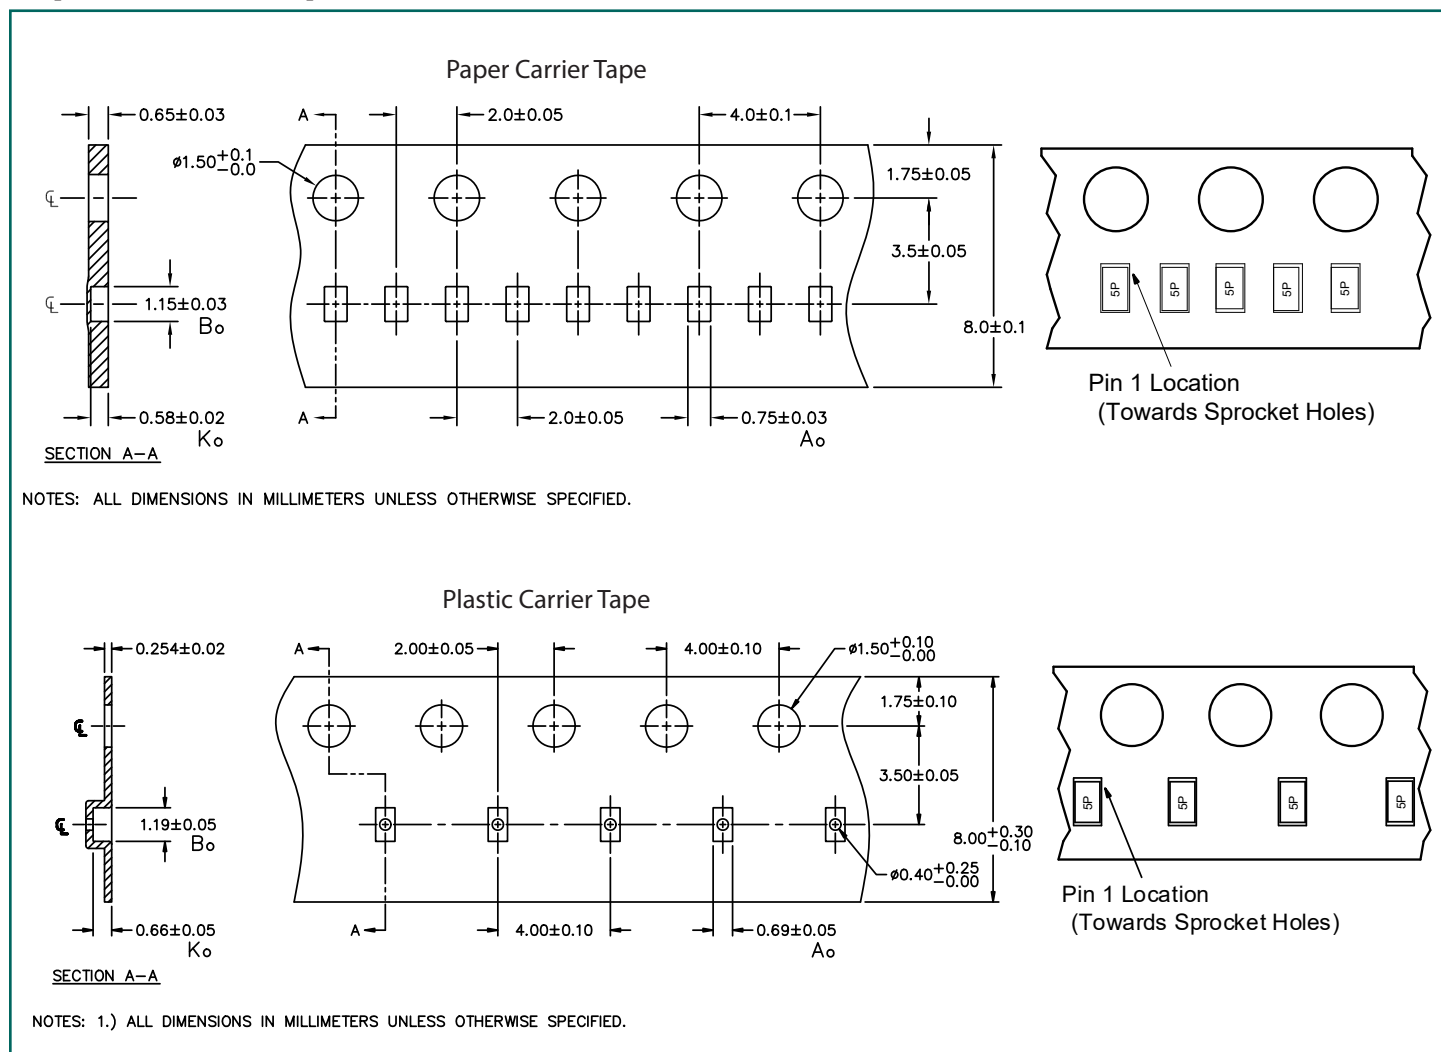 Paper Carrier Tape
0.65±0.03
A
2.0±0.05
4.0±0.1
ø1.50+0.1
-0.0
1.75±0.05
℄
3.5±0.05
5P 5P 5P 5P 5P
℄
1.15±0.03
Bo
8.0±0.1
Pin 1 Location
(Towards Sprocket Holes)
0.58±0.02
Ko
A
2.0±0.05
0.75±0.03
Ao
SECTION A-A
NOTES: ALL DIMENSIONS IN MILLIMETERS UNLESS OTHERWISE SPECIFIED.
Plastic Carrier Tape
0.254±0.02
A
2.00±0.05
4.00±0.10
ø1.50+0.10
-0.00
1.75±0.10
℄
3.50±0.05
5P 5P 5P 5P
℄
1.19±0.05
Bo
8.00+0.30
-0.10
ø0.40+0.25
-0.00
Pin 1 Location
(Towards Sprocket Holes)
0.66±0.05
Ko
A
4.00±0.10
0.69±0.05
Ao
SECTION A-A
NOTES: 1.) ALL DIMENSIONS IN MILLIMETERS UNLESS OTHERWISE SPECIFIED.